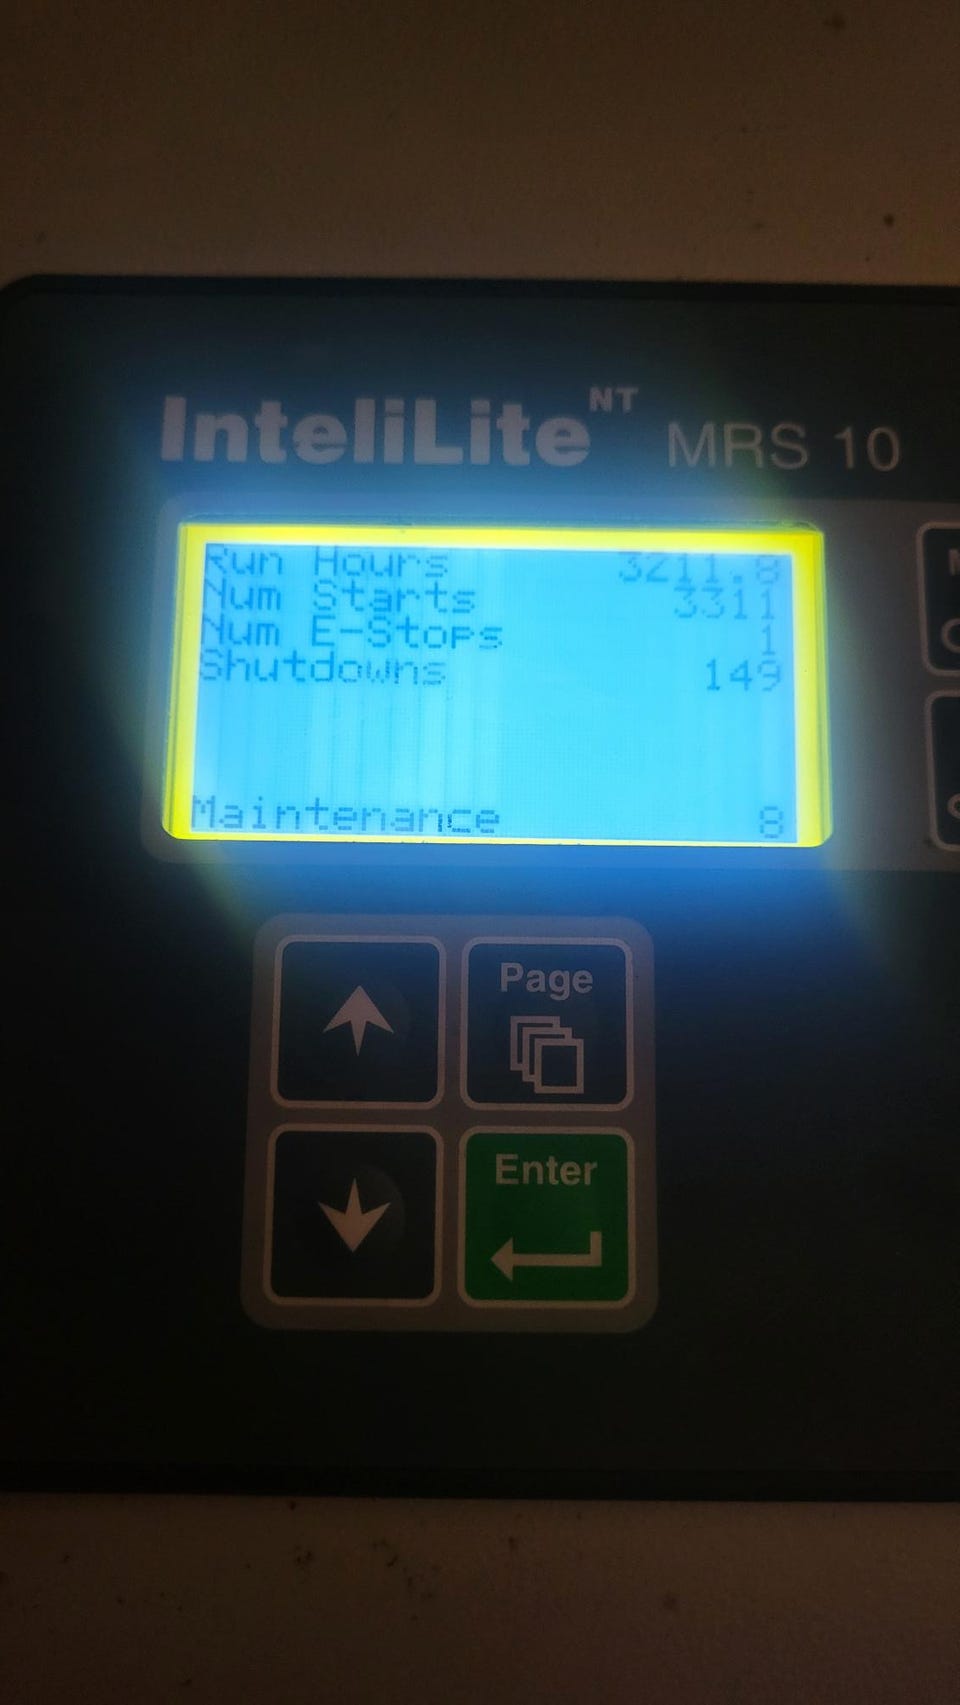 InteliLite NT MRS 10
Run Hours 3211.8
Num Starts 3311
Num E-Stops 1
Shutdowns 149
Maintenance 8
Page
Enter